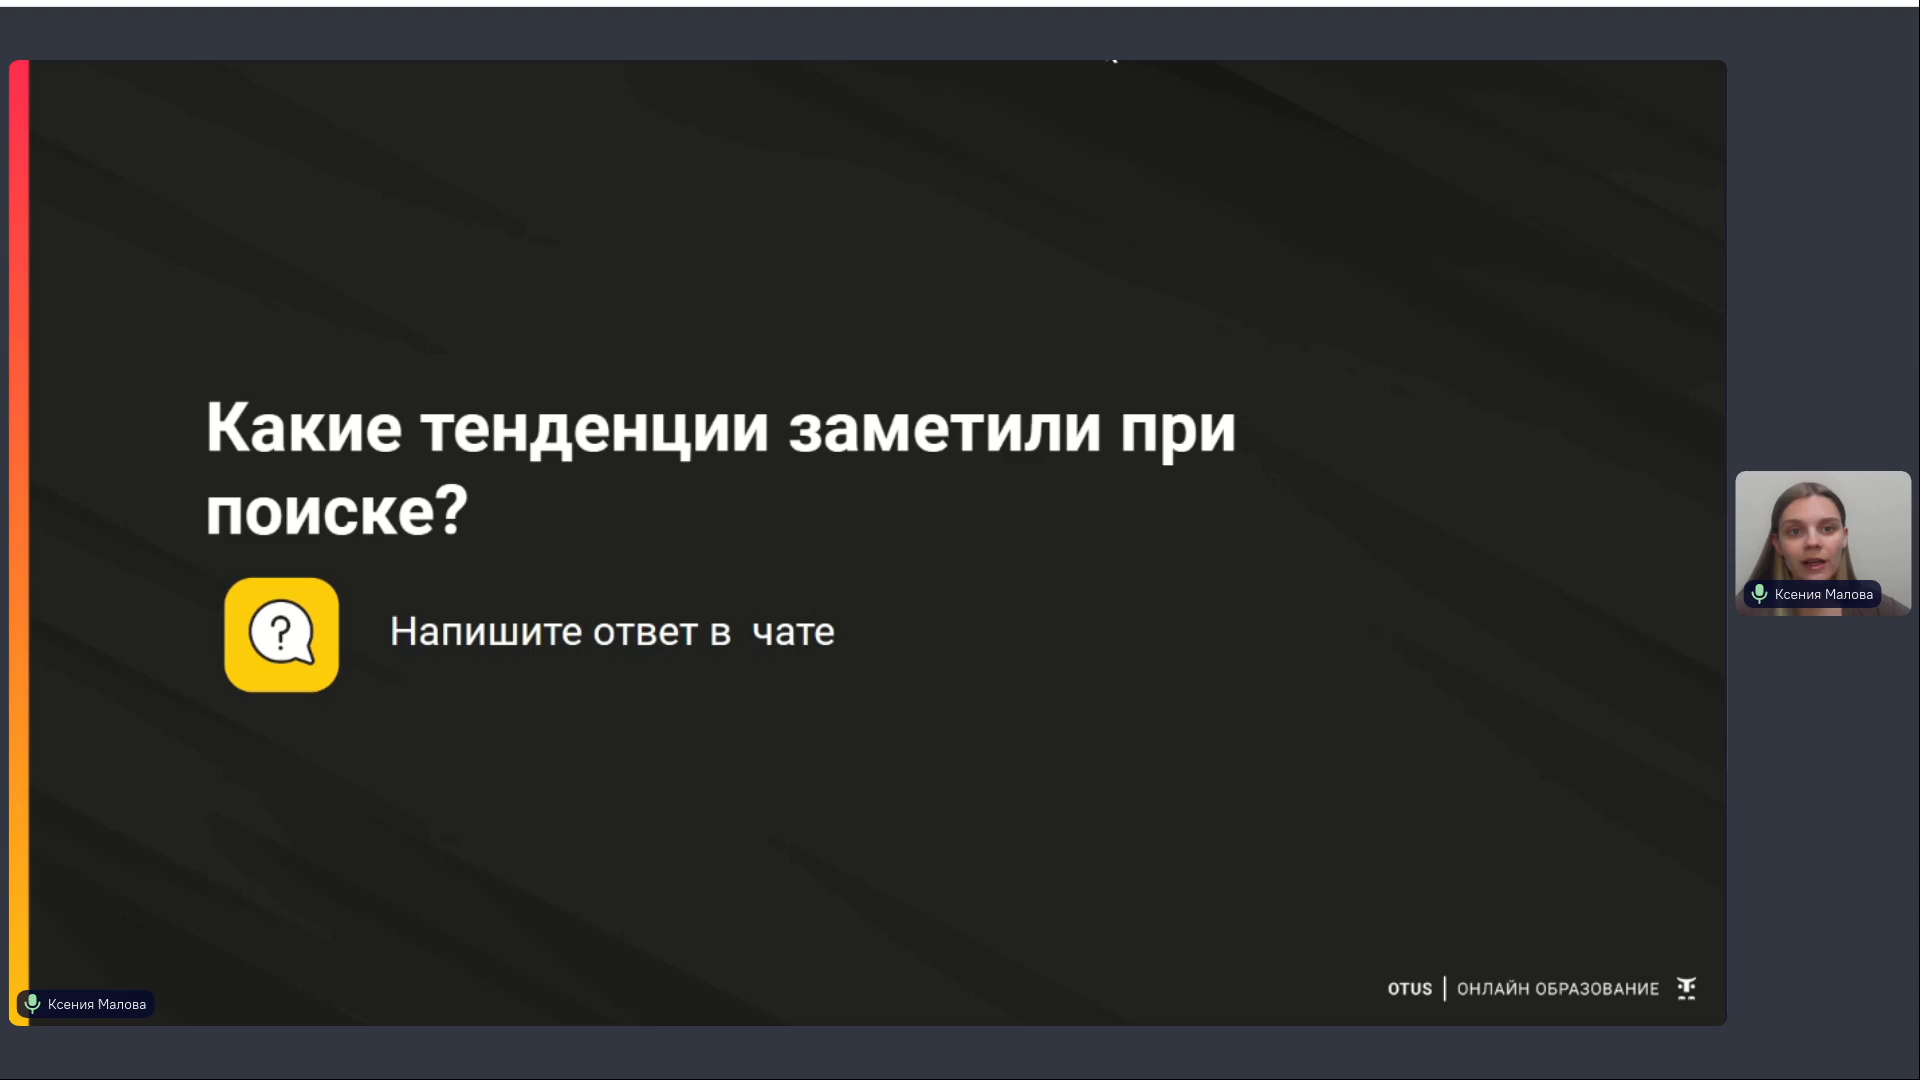 Какие тенденции заметили при
поиске?
?
Напишите ответ в  чате
Ксения Малова
OTUS | ОНЛАЙН ОБРАЗОВАНИЕ
Ксения Малова